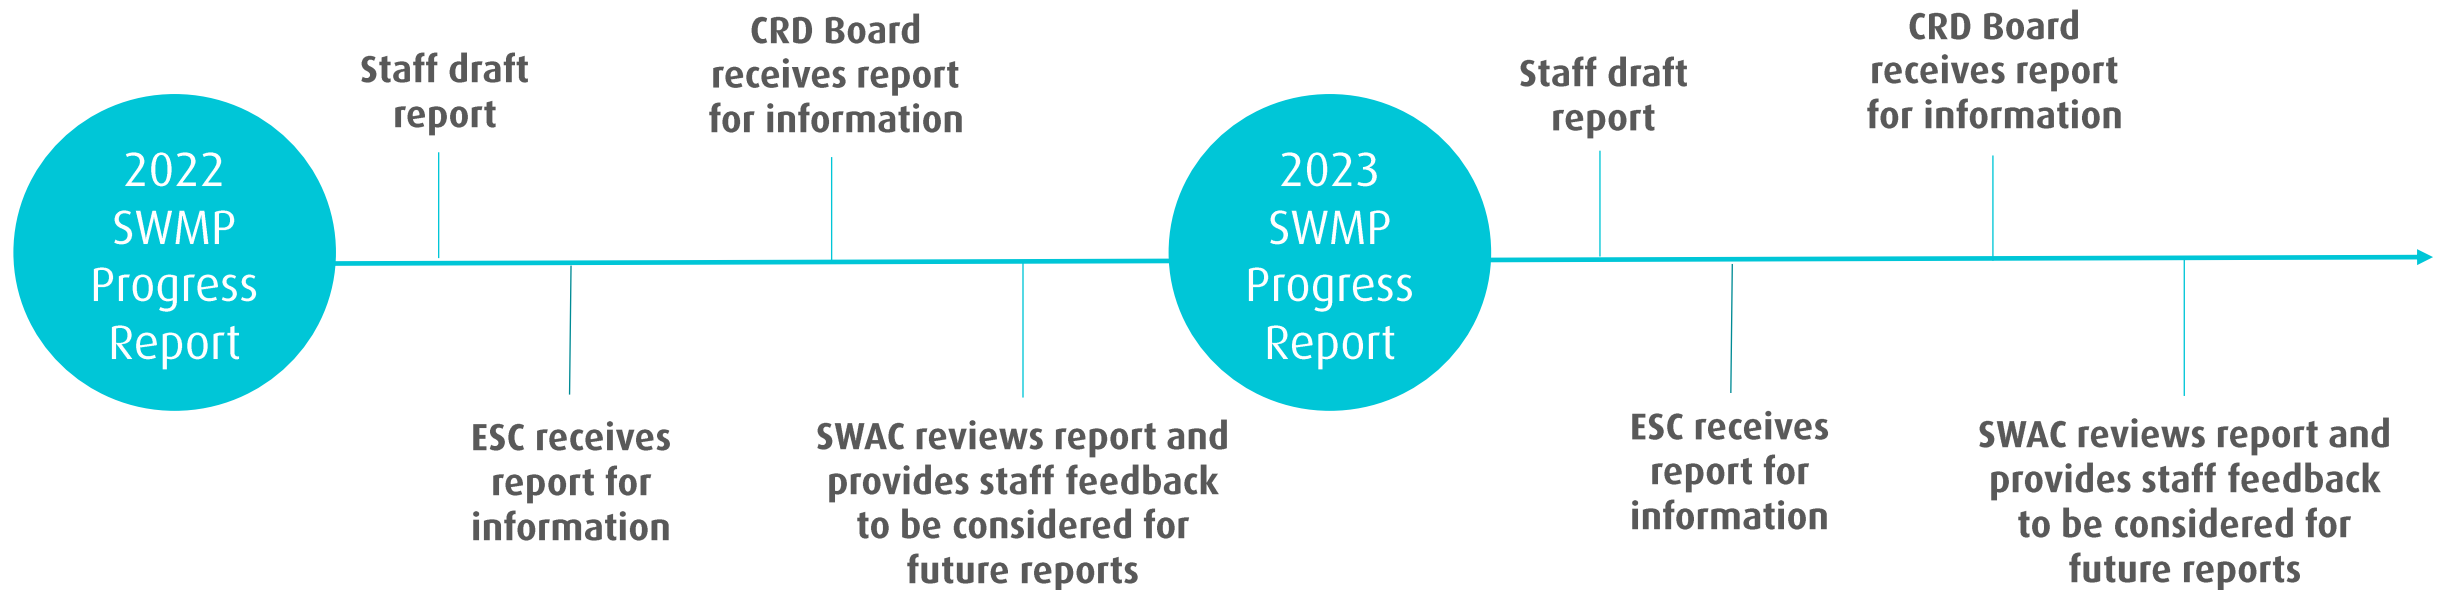 2022
SWMP
Progress
Report
Staff draft
report
ESC receives
report for
information
CRD Board
receives report
for information
SWAC reviews report and
provides staff feedback
to be considered for
future reports
2023
SWMP
Progress
Report
Staff draft
report
ESC receives
report for
information
CRD Board
receives report
for information
SWAC reviews report and
provides staff feedback
to be considered for
future reports